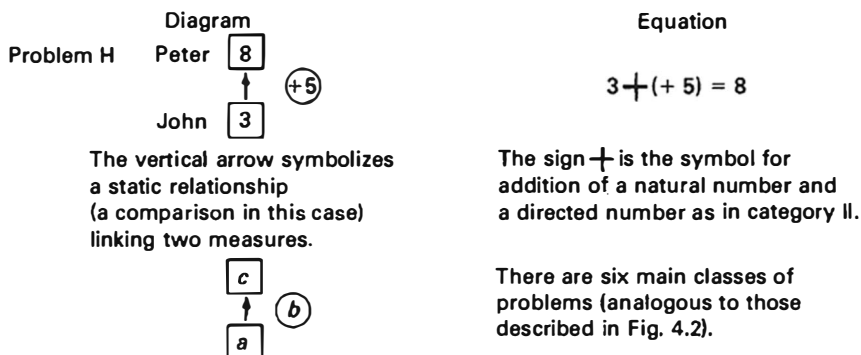 Diagram Equation
Problem H Peter 8
+5 3 + (+ 5) = 8
John 3
The vertical arrow symbolizes
a static relationship
(a comparison in this case)
linking two measures.
The sign + is the symbol for
addition of a natural number and
a directed number as in category II.
c
b
a
There are six main classes of
problems (analogous to those
described in Fig. 4.2).